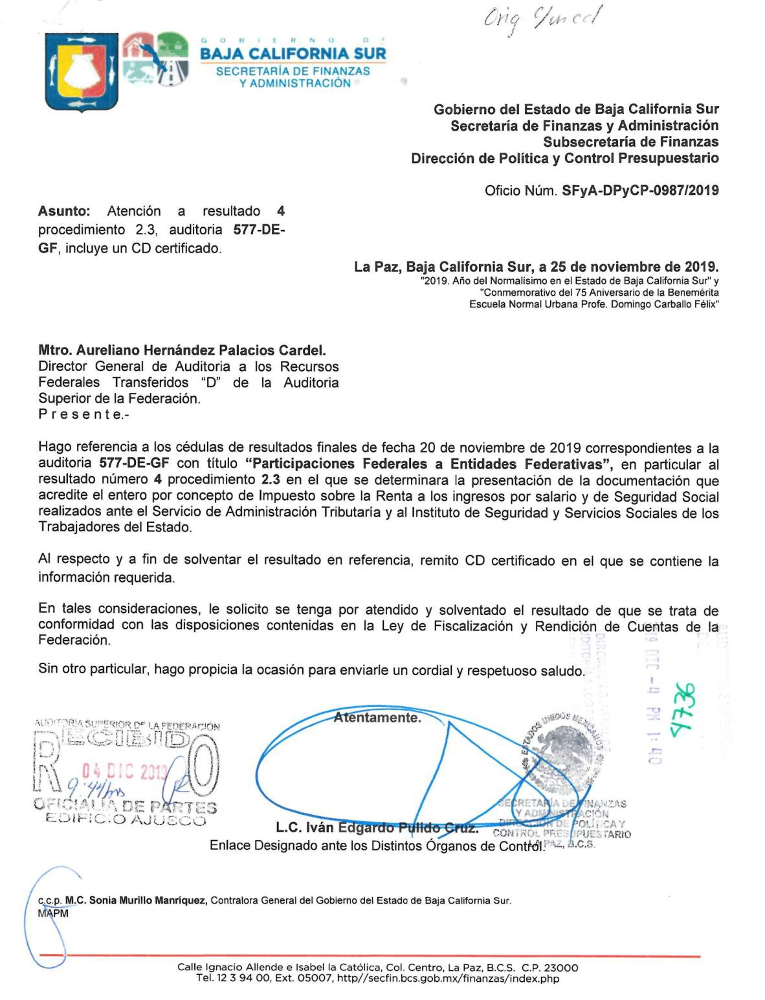 Orig c/un cd
GOBIERNO DE
BAJA CALIFORNIA SUR
SECRETARÍA DE FINANZAS
Y ADMINISTRACIÓN
Gobierno del Estado de Baja California Sur
Secretaría de Finanzas y Administración
Subsecretaría de Finanzas
Dirección de Política y Control Presupuestario
Oficio Núm. SFyA-DPyCP-0987/2019
Asunto: Atención a resultado 4
procedimiento 2.3, auditoria 577-DE-
GF, incluye un CD certificado.
La Paz, Baja California Sur, a 25 de noviembre de 2019.
"2019. Año del Normalísimo en el Estado de Baja California Sur" y
"Conmemorativo del 75 Aniversario de la Benemérita
Escuela Normal Urbana Profe. Domingo Carballo Félix"
Mtro. Aureliano Hernández Palacios Cardel.
Director General de Auditoria a los Recursos
Federales Transferidos “D” de la Auditoria
Superior de la Federación.
P r e s e n t e.-
Hago referencia a los cédulas de resultados finales de fecha 20 de noviembre de 2019 correspondientes a la
auditoria 577-DE-GF con título “Participaciones Federales a Entidades Federativas”, en particular al
resultado número 4 procedimiento 2.3 en el que se determinara la presentación de la documentación que
acredite el entero por concepto de Impuesto sobre la Renta a los ingresos por salario y de Seguridad Social
realizados ante el Servicio de Administración Tributaría y al Instituto de Seguridad y Servicios Sociales de los
Trabajadores del Estado.
Al respecto y a fin de solventar el resultado en referencia, remito CD certificado en el que se contiene la
información requerida.
En tales consideraciones, le solicito se tenga por atendido y solventado el resultado de que se trata de
conformidad con las disposiciones contenidas en la Ley de Fiscalización y Rendición de Cuentas de la
Federación.
Sin otro particular, hago propicia la ocasión para enviarle un cordial y respetuoso saludo.
DIC -4 PM 1:40
4736
Atentamente.
AUDITORÍA SUPERIOR DE LA FEDERACIÓN
RECIBIDO
04 DIC 2019
9:44hrs
OFICIALIA DE PARTES
EDIFICIO AJUSCO
ESTADOS UNIDOS MEXICANOS
SECRETARÍA DE FINANZAS
Y ADMINISTRACIÓN
DIRECCIÓN DE POLÍTICA Y
CONTROL PRESUPUESTARIO
LA PAZ, B.C.S.
L.C. Iván Edgardo Pulido Cruz.
Enlace Designado ante los Distintos Órganos de Control.
c.c.p. M.C. Sonia Murillo Manríquez, Contralora General del Gobierno del Estado de Baja California Sur.
MAPM
Calle Ignacio Allende e Isabel la Católica, Col. Centro, La Paz, B.C.S. C.P. 23000
Tel. 12 3 94 00, Ext. 05007, http//secfin.bcs.gob.mx/finanzas/index.php